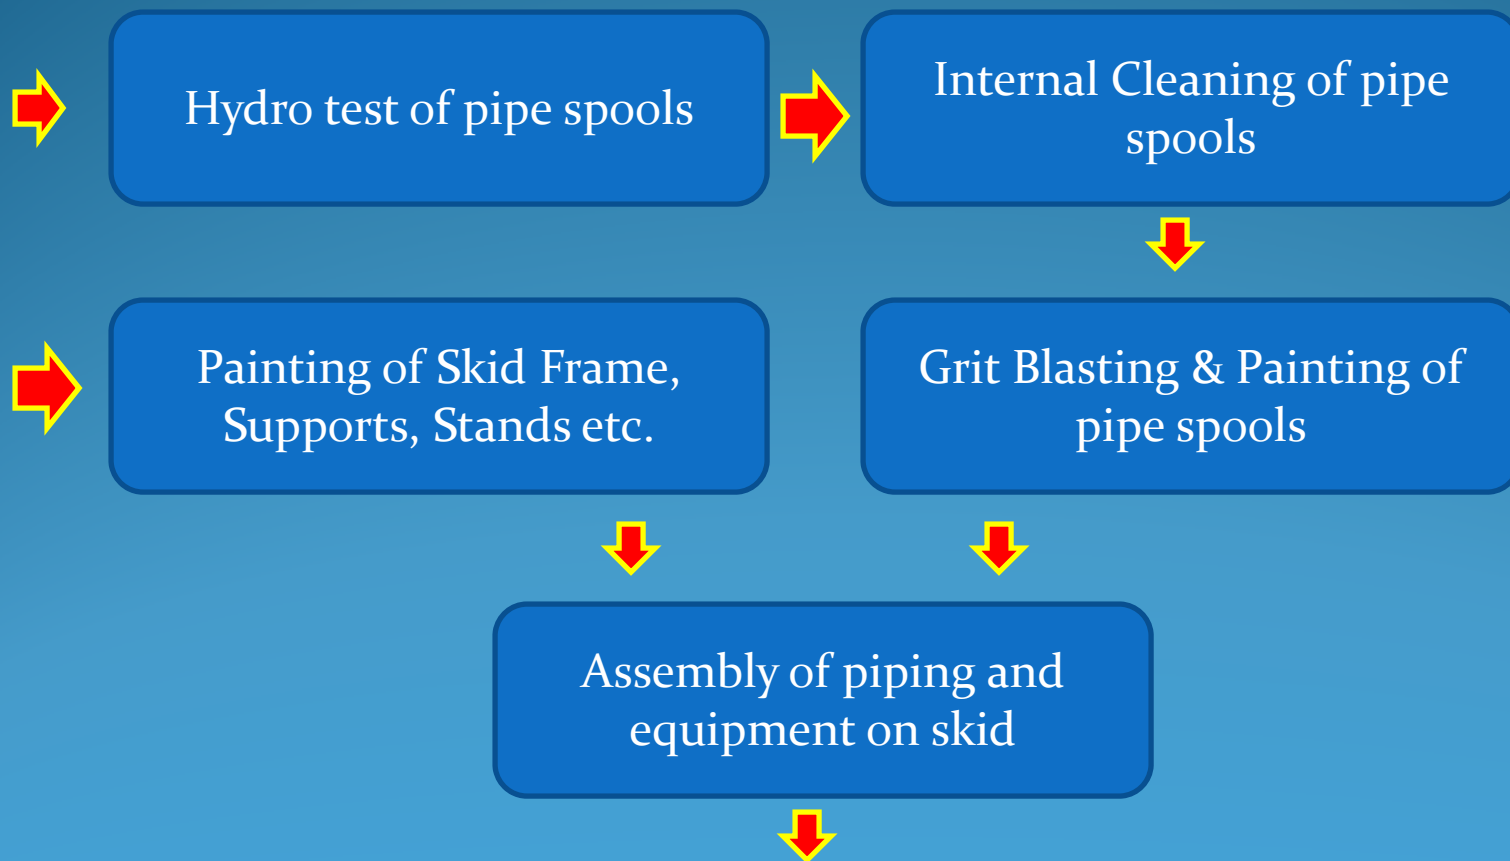 Hydro test of pipe spools
Internal Cleaning of pipe
spools
Painting of Skid Frame,
Supports, Stands etc.
Grit Blasting & Painting of
pipe spools
Assembly of piping and
equipment on skid